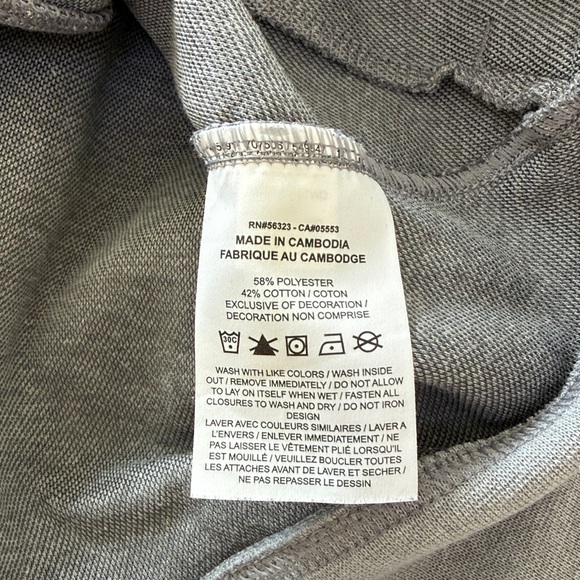 RN#56323 - CA#05553
MADE IN CAMBODIA
FABRIQUE AU CAMBODGE
58% POLYESTER
42% COTTON / COTON
EXCLUSIVE OF DECORATION /
DECORATION NON COMPRISE
30C
WASH WITH LIKE COLORS / WASH INSIDE
OUT / REMOVE IMMEDIATELY / DO NOT ALLOW
TO LAY ON ITSELF WHEN WET / FASTEN ALL
CLOSURES TO WASH AND DRY / DO NOT IRON
DESIGN
LAVER AVEC COULEURS SIMILAIRES / LAVER A
L'ENVERS / ENLEVER IMMEDIATEMENT / NE
PAS LAISSER LE VÊTEMENT PLIÉ LORSQU'IL
EST MOUILLÉ / VEUILLEZ BOUCLER TOUTES
LES ATTACHES AVANT DE LAVER ET SECHER /
NE PAS REPASSER LE DESSIN